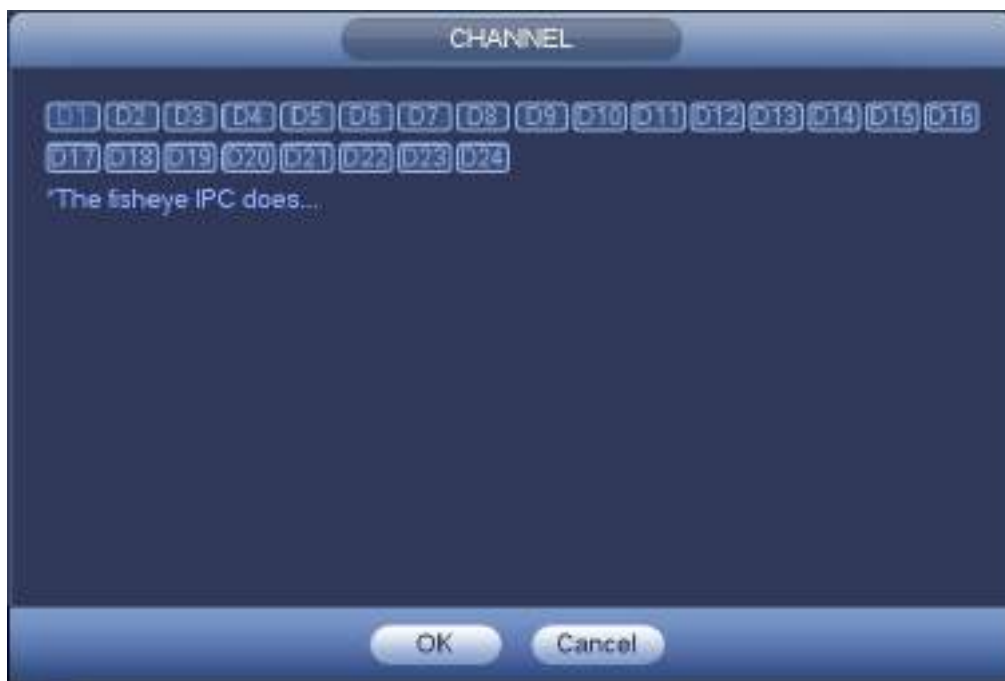 CHANNEL
D1 D2 D3 D4 D5 D6 D7 D8 D9 D10 D11 D12 D13 D14 D15 D16
D17 D18 D19 D20 D21 D22 D23 D24
*The fisheye IPC does...
OK Cancel